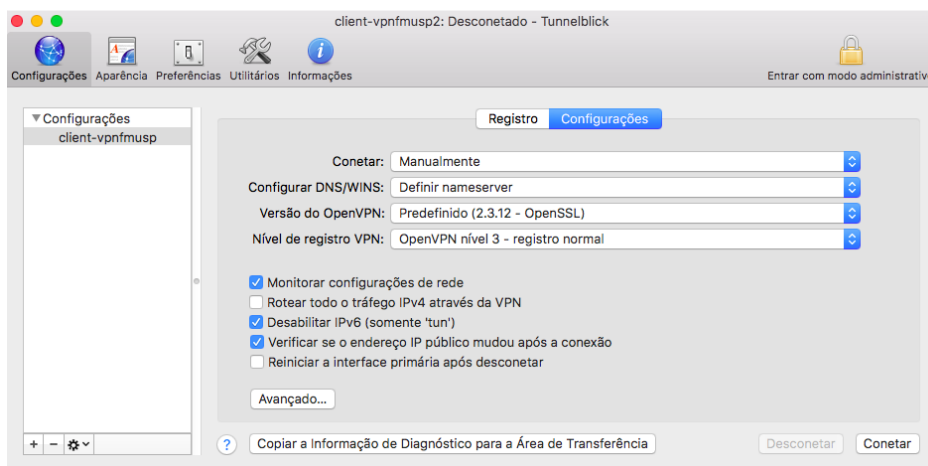 client-vpnfmusp2: Desconetado - Tunnelblick
Configurações Aparência Preferências Utilitários Informações Entrar com modo administrativ
Configurações
client-vpnfmusp
Registro Configurações
Conetar: Manualmente
Configurar DNS/WINS: Definir nameserver
Versão do OpenVPN: Predefinido (2.3.12 - OpenSSL)
Nível de registro VPN: OpenVPN nível 3 - registro normal
Monitorar configurações de rede
Rotear todo o tráfego IPv4 através da VPN
Desabilitar IPv6 (somente 'tun')
Verificar se o endereço IP público mudou após a conexão
Reiniciar a interface primária após desconetar
Avançado...
? Copiar a Informação de Diagnóstico para a Área de Transferência Desconetar Conetar